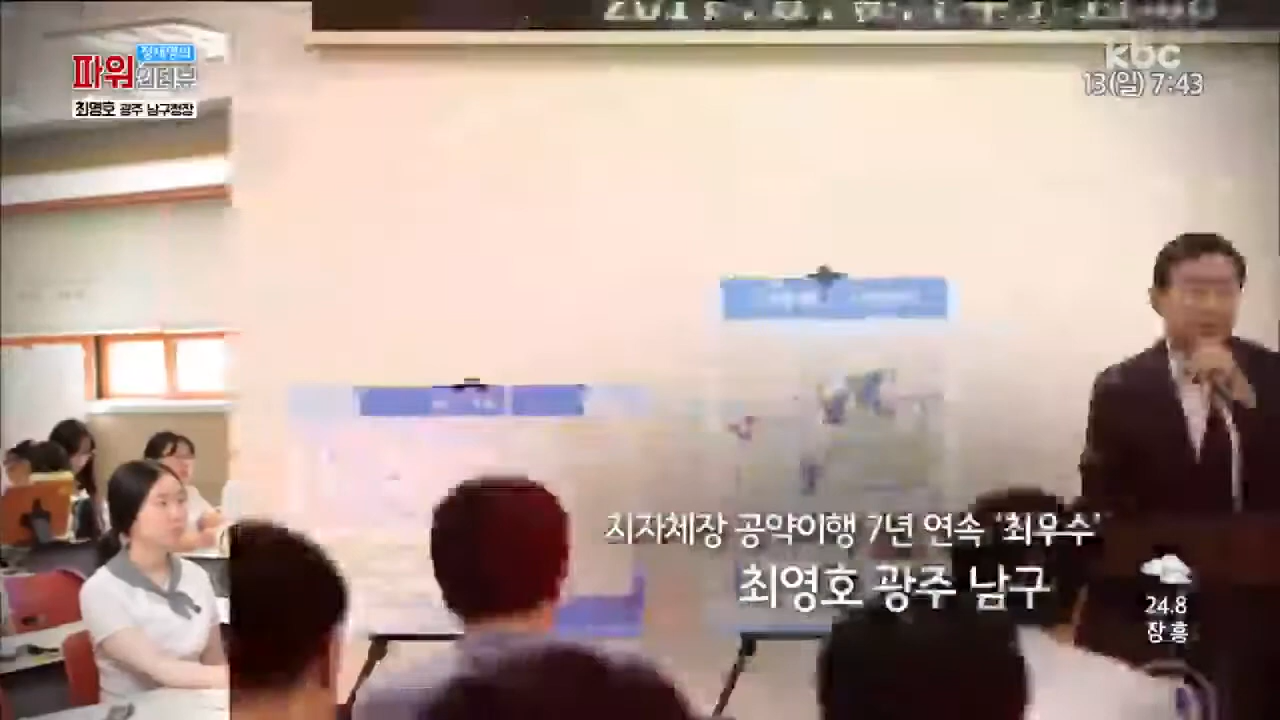 정재영의
파워인터뷰
최영호 광주 남구청장
kbc
13(일) 7:43
지자체장 공약이행 7년 연속 '최우수'
최영호 광주 남구
24.8
장흥